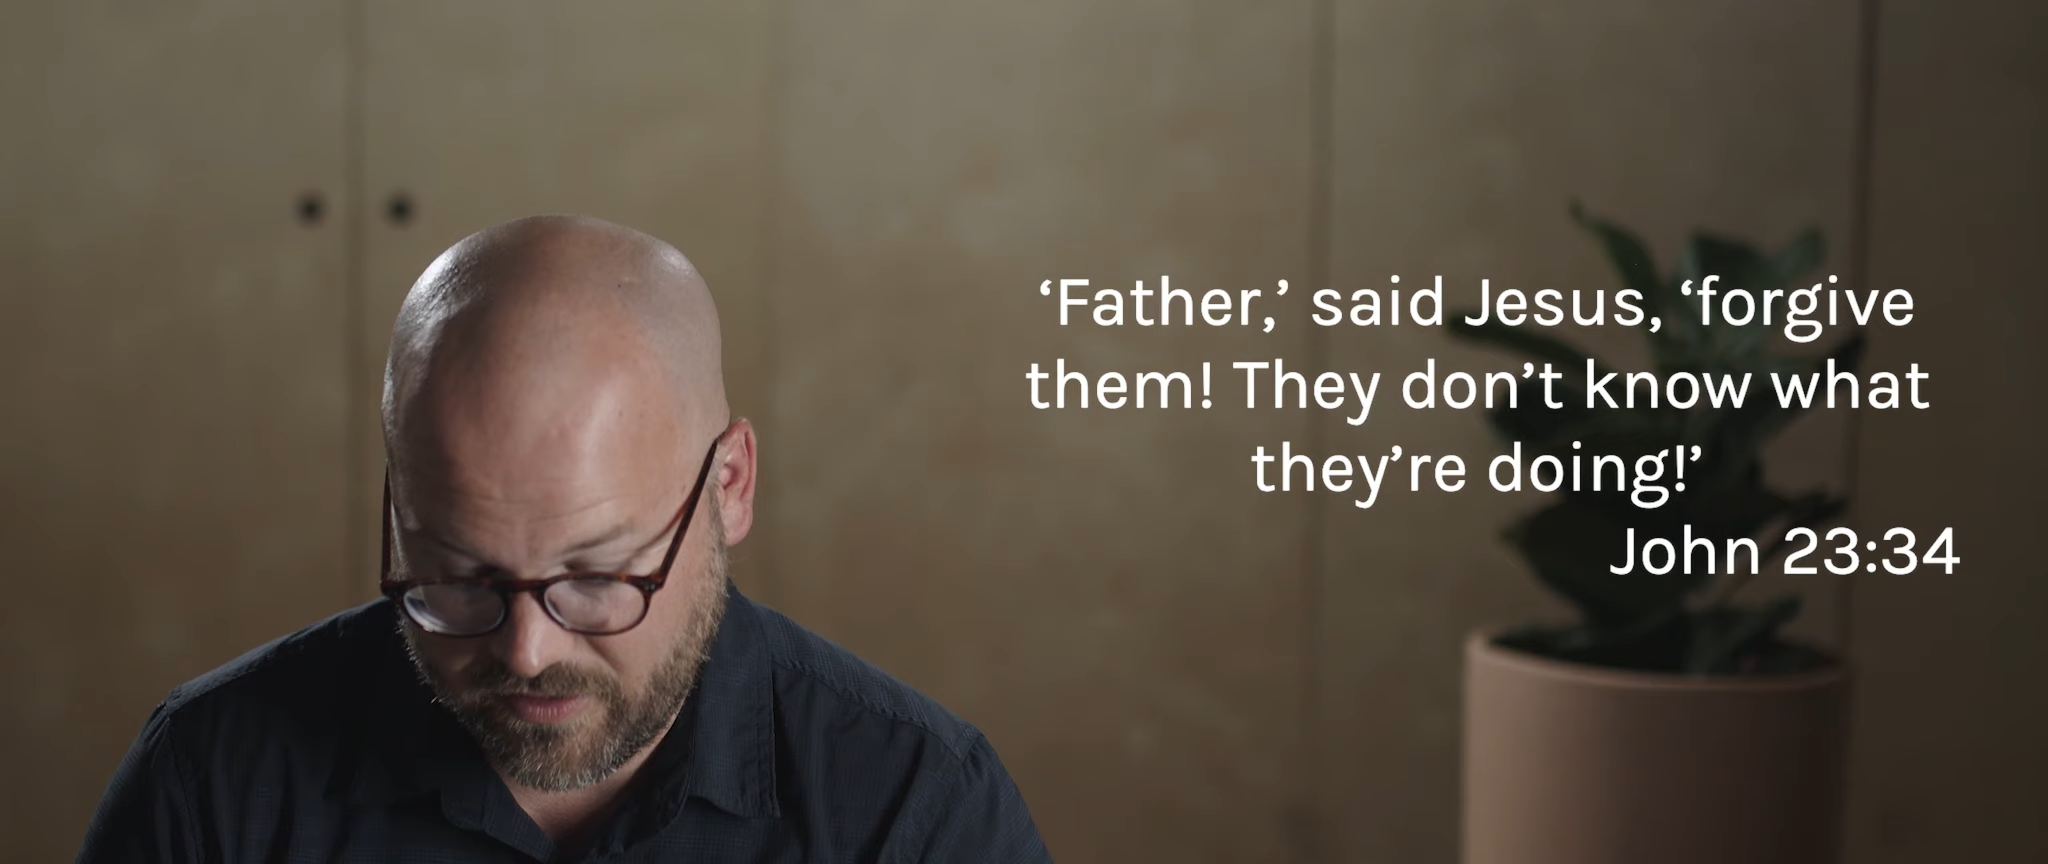 ‘Father,’ said Jesus, ‘forgive
them! They don’t know what
they’re doing!’
John 23:34